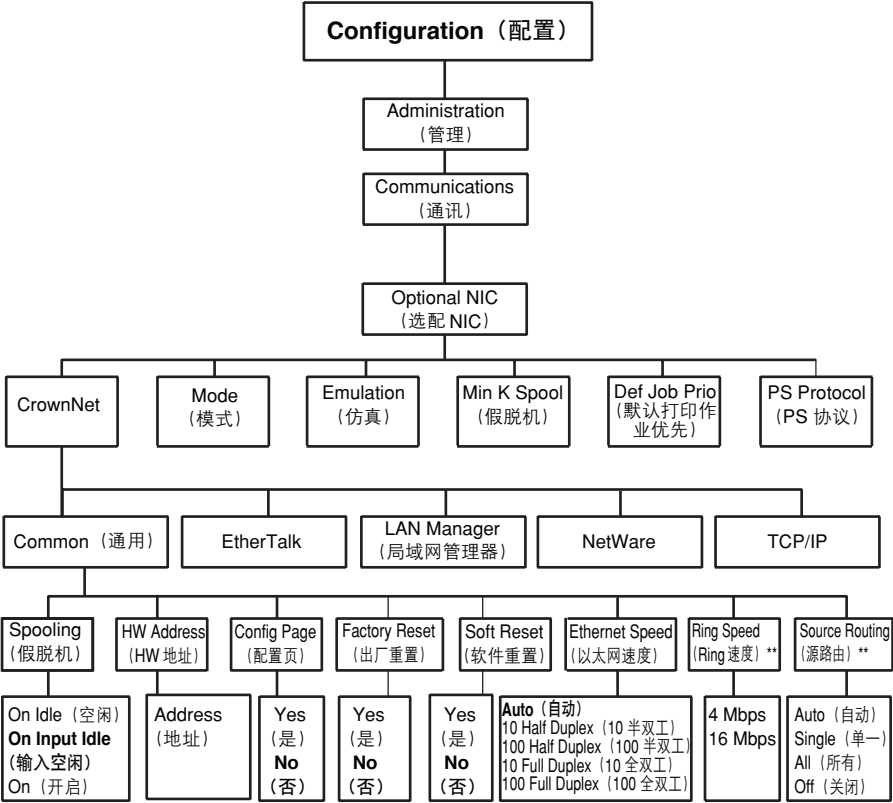 Configuration（配置）
Administration
（管理）
Communications
（通讯）
Optional NIC
（选配 NIC）
CrownNet
Mode
（模式）
Emulation
（仿真）
Min K Spool
（假脱机）
Def Job Prio
（默认打印作
业优先）
PS Protocol
（PS 协议）
Common（通用）
EtherTalk
LAN Manager
（局域网管理器）
NetWare
TCP/IP
Spooling
（假脱机）
HW Address
（HW 地址）
Config Page
（配置页）
Factory Reset
（出厂重置）
Soft Reset
（软件重置）
Ethernet Speed
（以太网速度）
Ring Speed
（Ring 速度）**
Source Routing
（源路由）**
On Idle（空闲）
On Input Idle
（输入空闲）
On（开启）
Address
（地址）
Yes
（是）
No
（否）
Yes
（是）
No
（否）
Yes
（是）
No
（否）
Auto（自动）
10 Half Duplex（10 半双工）
100 Half Duplex（100 半双工）
10 Full Duplex（10 全双工）
100 Full Duplex（100 全双工）
4 Mbps
16 Mbps
Auto（自动）
Single（单一）
All（所有）
Off（关闭）